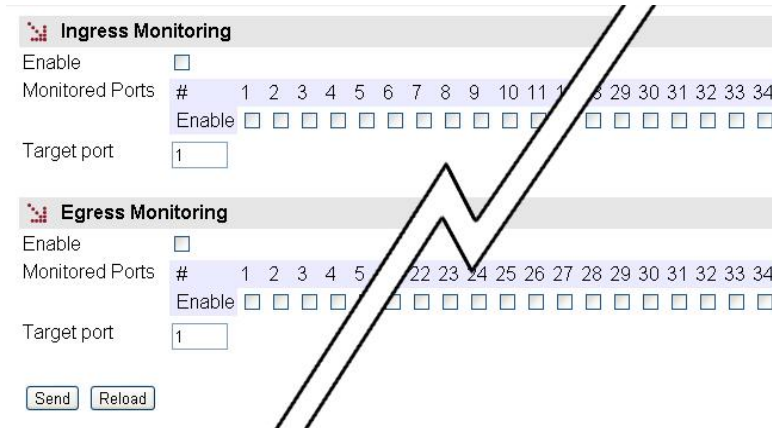 Ingress Monitoring
Enable
Monitored Ports # 1 2 3 4 5 6 7 8 9 10 11 29 30 31 32 33 34
Enable
Target port 1
Egress Monitoring
Enable
Monitored Ports # 1 2 3 4 5 22 23 24 25 26 27 28 29 30 31 32 33 34
Enable
Target port 1
Send Reload